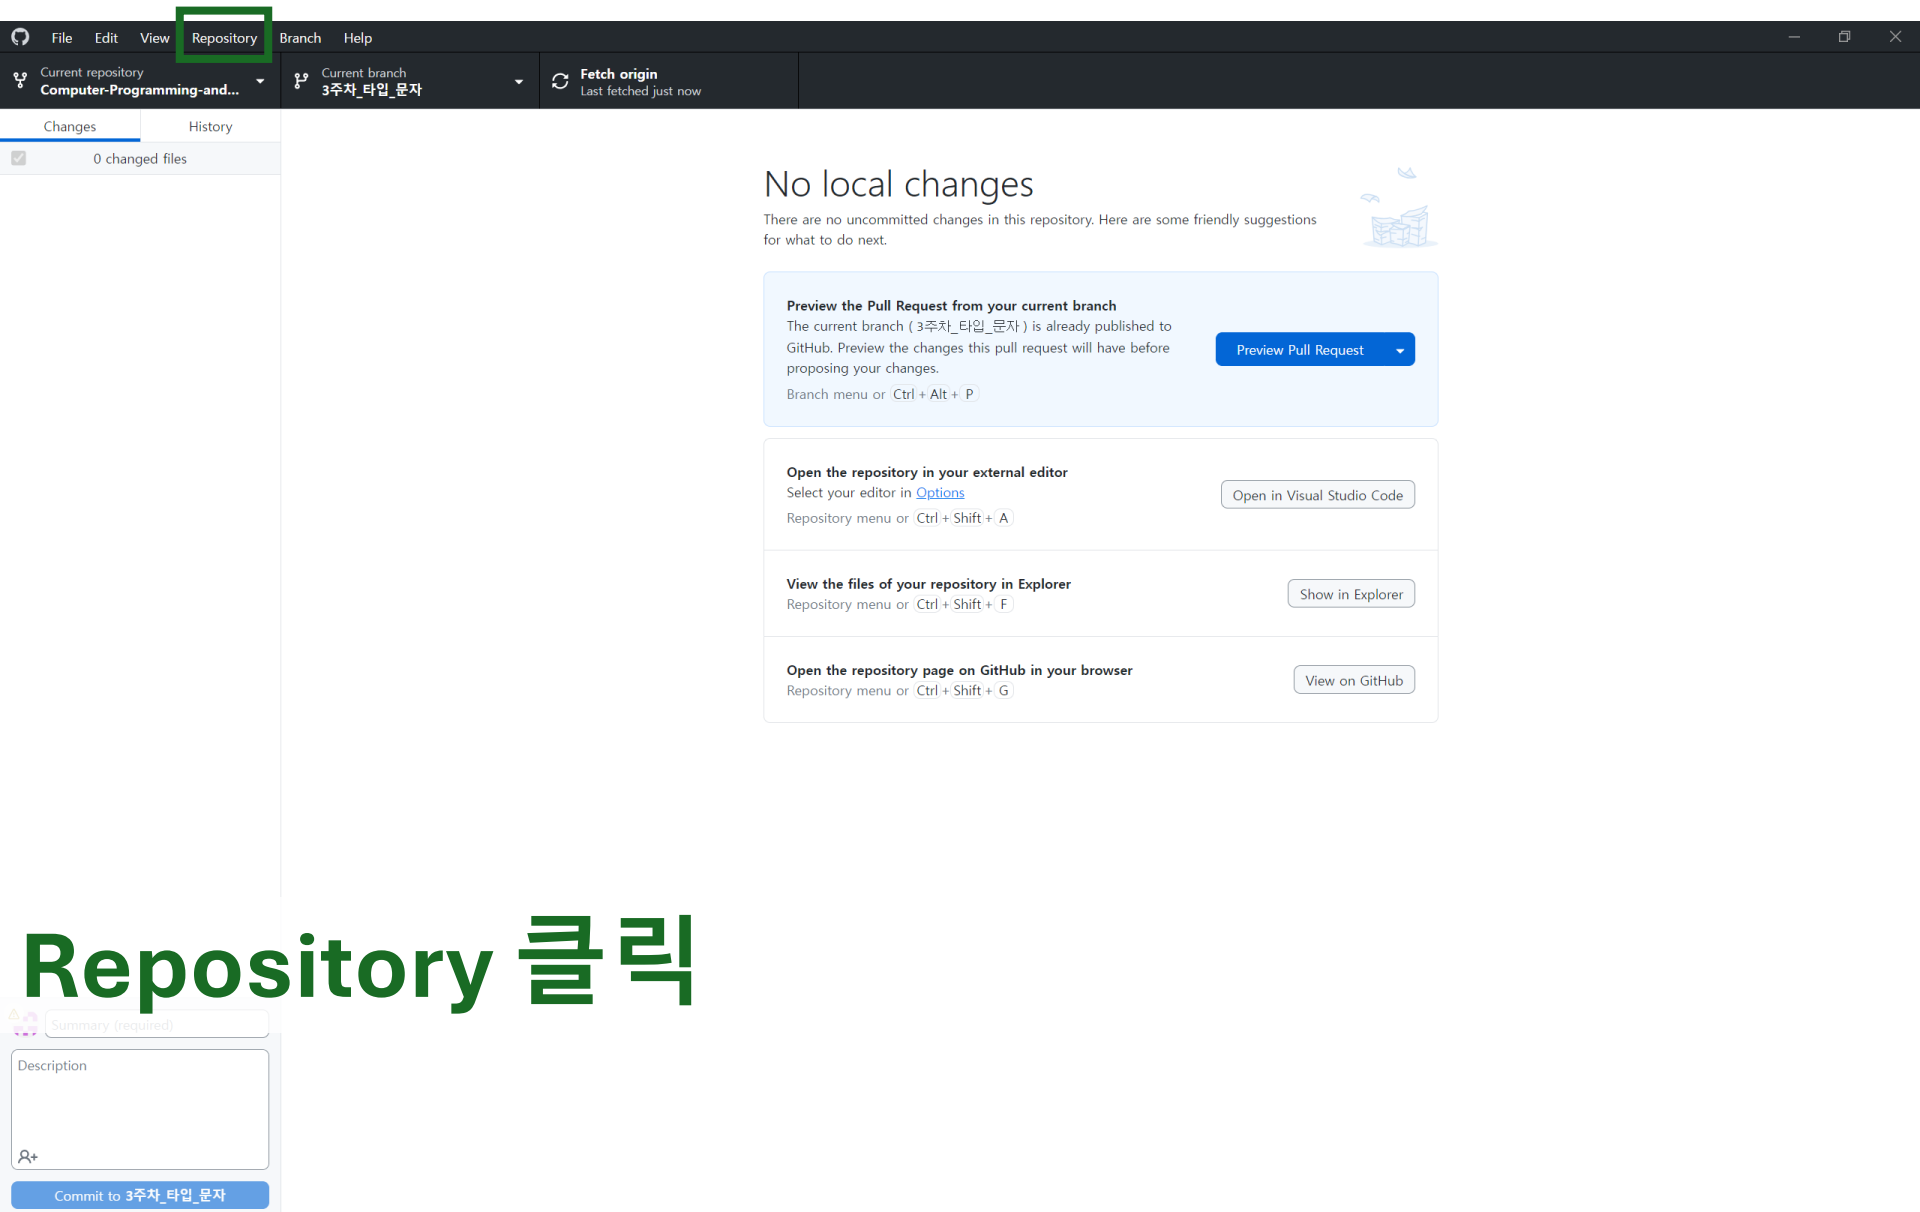 File Edit View Repository Branch Help
Current repository
Computer-Programming-and...
Current branch
3주차_타입_문자
Fetch origin
Last fetched just now
Changes History
0 changed files
No local changes
There are no uncommitted changes in this repository. Here are some friendly suggestions
for what to do next.
Preview the Pull Request from your current branch
The current branch ( 3주차_타입_문자 ) is already published to
GitHub. Preview the changes this pull request will have before
proposing your changes.
Branch menu or Ctrl + Alt + P
Preview Pull Request
Open the repository in your external editor
Select your editor in Options
Repository menu or Ctrl + Shift + A
Open in Visual Studio Code
View the files of your repository in Explorer
Repository menu or Ctrl + Shift + F
Show in Explorer
Open the repository page on GitHub in your browser
Repository menu or Ctrl + Shift + G
View on GitHub
Repository 클릭
Summary (required)
Description
Commit to 3주차_타입_문자